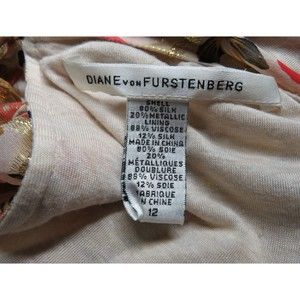 DIANE VON FURSTENBERG
SHELL
80% SILK
20% METALLIC
LINING
88% VISCOSE
12% SILK
MADE IN CHINA
80% SOIE
20%
MÉTALLIQUES
DOUBLURE
88% VISCOSE
12% SOIE
FABRIQUE
EN CHINE
12